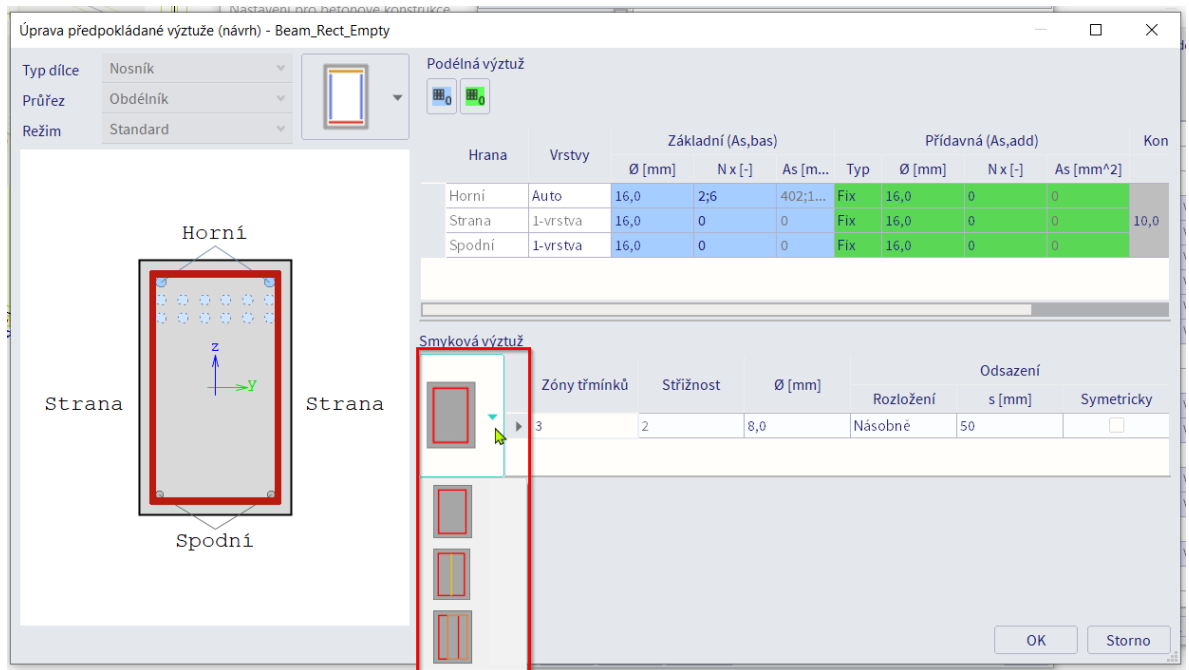 Nastavení pro betonové konstrukce
Úprava předpokládané výztuže (návrh) - Beam_Rect_Empty
Typ dílce Nosník
Průřez Obdélník
Režim Standard
Podélná výztuž
Hrana Vrstvy Základní (As,bas) Přídavná (As,add) Kon
Ø [mm] N x [-] As [m... Typ Ø [mm] N x [-] As [mm^2]
Horní Auto 16,0 2;6 402;1... Fix 16,0 0 0
Strana 1-vrstva 16,0 0 0 Fix 16,0 0 0 10,0
Spodní 1-vrstva 16,0 0 0 Fix 16,0 0 0
Horní
z
y
Strana Strana
Spodní
Smyková výztuž
Zóny třmínků Střižnost Ø [mm] Odsazení
Rozložení s [mm] Symetricky
3 2 8,0 Násobně 50
OK Storno